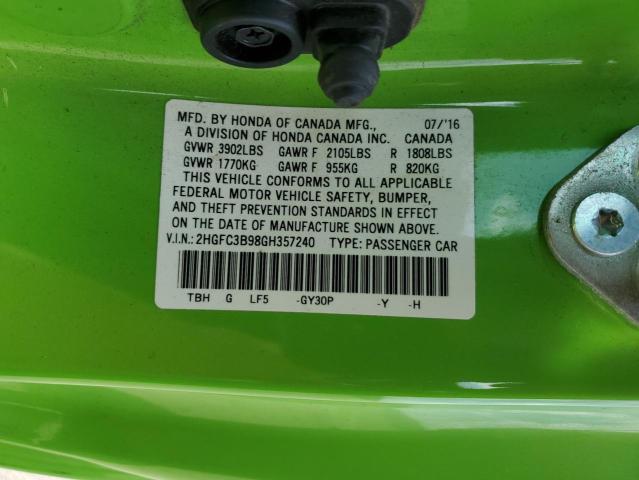 MFD. BY HONDA OF CANADA MFG., 07/'16
A DIVISION OF HONDA CANADA INC. CANADA
GVWR 3902LBS GAWR F 2105LBS R 1808LBS
GVWR 1770KG GAWR F 955KG R 820KG
THIS VEHICLE CONFORMS TO ALL APPLICABLE
FEDERAL MOTOR VEHICLE SAFETY, BUMPER,
AND THEFT PREVENTION STANDARDS IN EFFECT
ON THE DATE OF MANUFACTURE SHOWN ABOVE.
V.I.N.: 2HGFC3B98GH357240 TYPE: PASSENGER CAR
TBH G LF5 -GY30P -Y -H